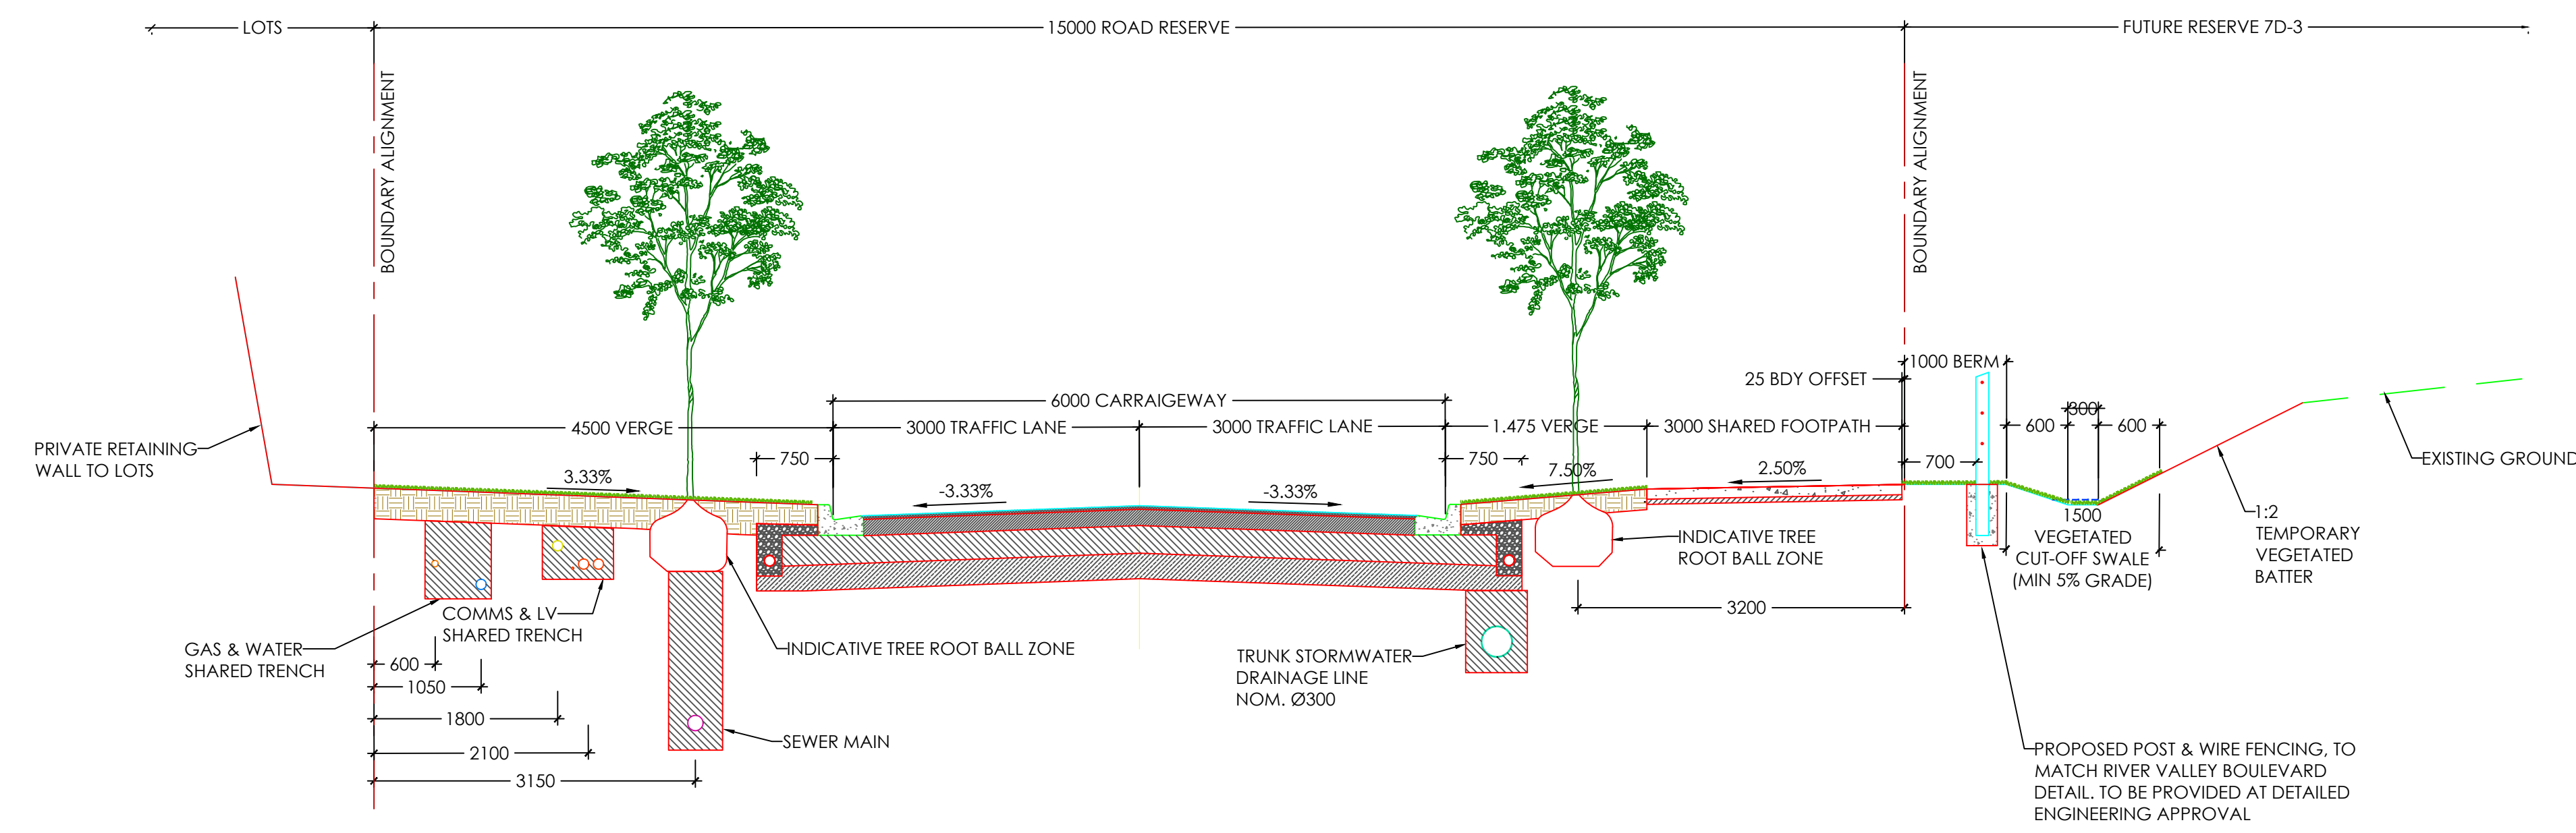 LOTS
15000 ROAD RESERVE
FUTURE RESERVE 7D-3
BOUNDARY ALIGNMENT
BOUNDARY ALIGNMENT
1000 BERM
25 BDY OFFSET
6000 CARRAIGEWAY
300
4500 VERGE
3000 TRAFFIC LANE
3000 TRAFFIC LANE
1.475 VERGE
3000 SHARED FOOTPATH
600
600
PRIVATE RETAINING
WALL TO LOTS
750
750
700
EXISTING GROUND
3.33%
-3.33%
-3.33%
7.50%
2.50%
1:2
TEMPORARY
VEGETATED
BATTER
1500
VEGETATED
CUT-OFF SWALE
(MIN 5% GRADE)
INDICATIVE TREE
ROOT BALL ZONE
3200
COMMS & LV
SHARED TRENCH
GAS & WATER
SHARED TRENCH
INDICATIVE TREE ROOT BALL ZONE
TRUNK STORMWATER
DRAINAGE LINE
NOM. Ø300
600
1050
1800
2100
3150
SEWER MAIN
PROPOSED POST & WIRE FENCING, TO
MATCH RIVER VALLEY BOULEVARD
DETAIL. TO BE PROVIDED AT DETAILED
ENGINEERING APPROVAL